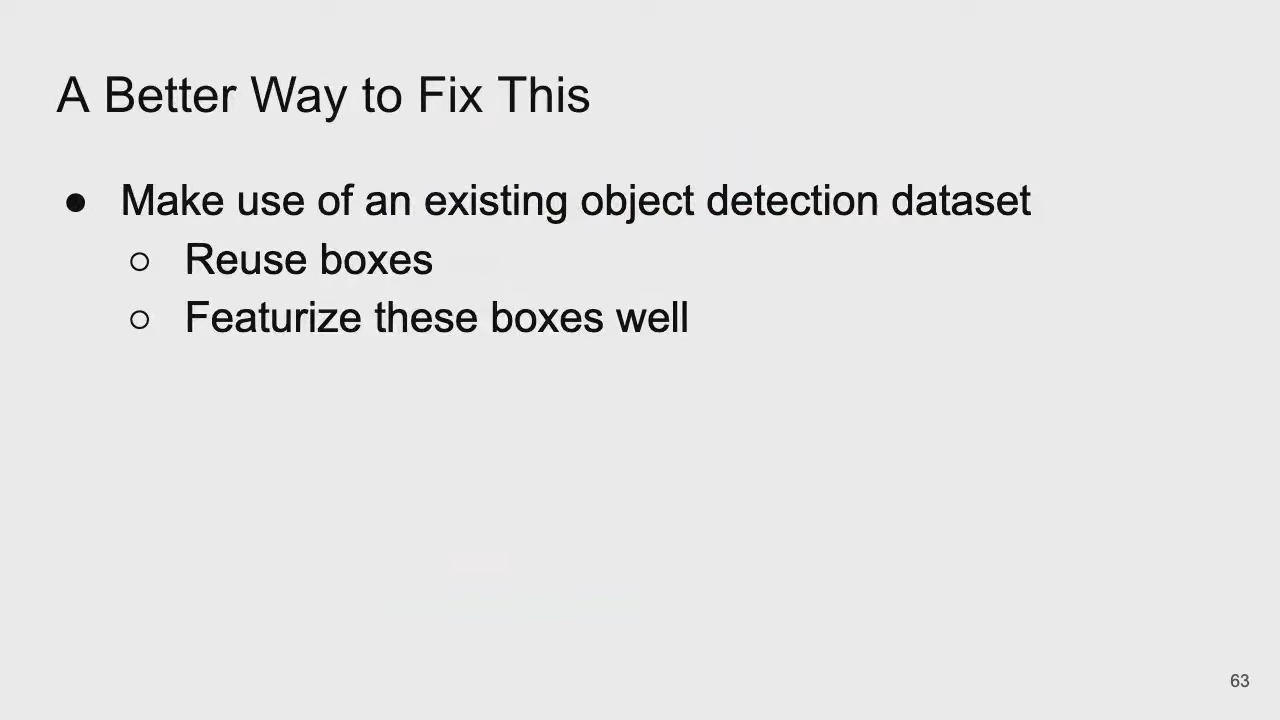 A Better Way to Fix This
● Make use of an existing object detection dataset
○ Reuse boxes
○ Featurize these boxes well
63